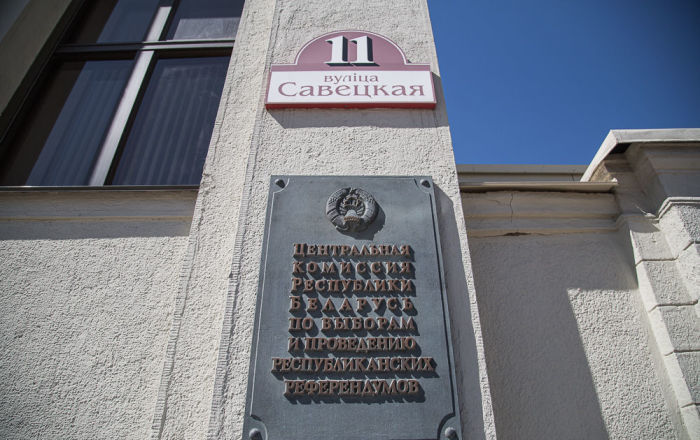 11
вуліца
Савецкая
Центральная
комиссия
Республики
Беларусь
по выборам
и проведению
республиканских
референдумов